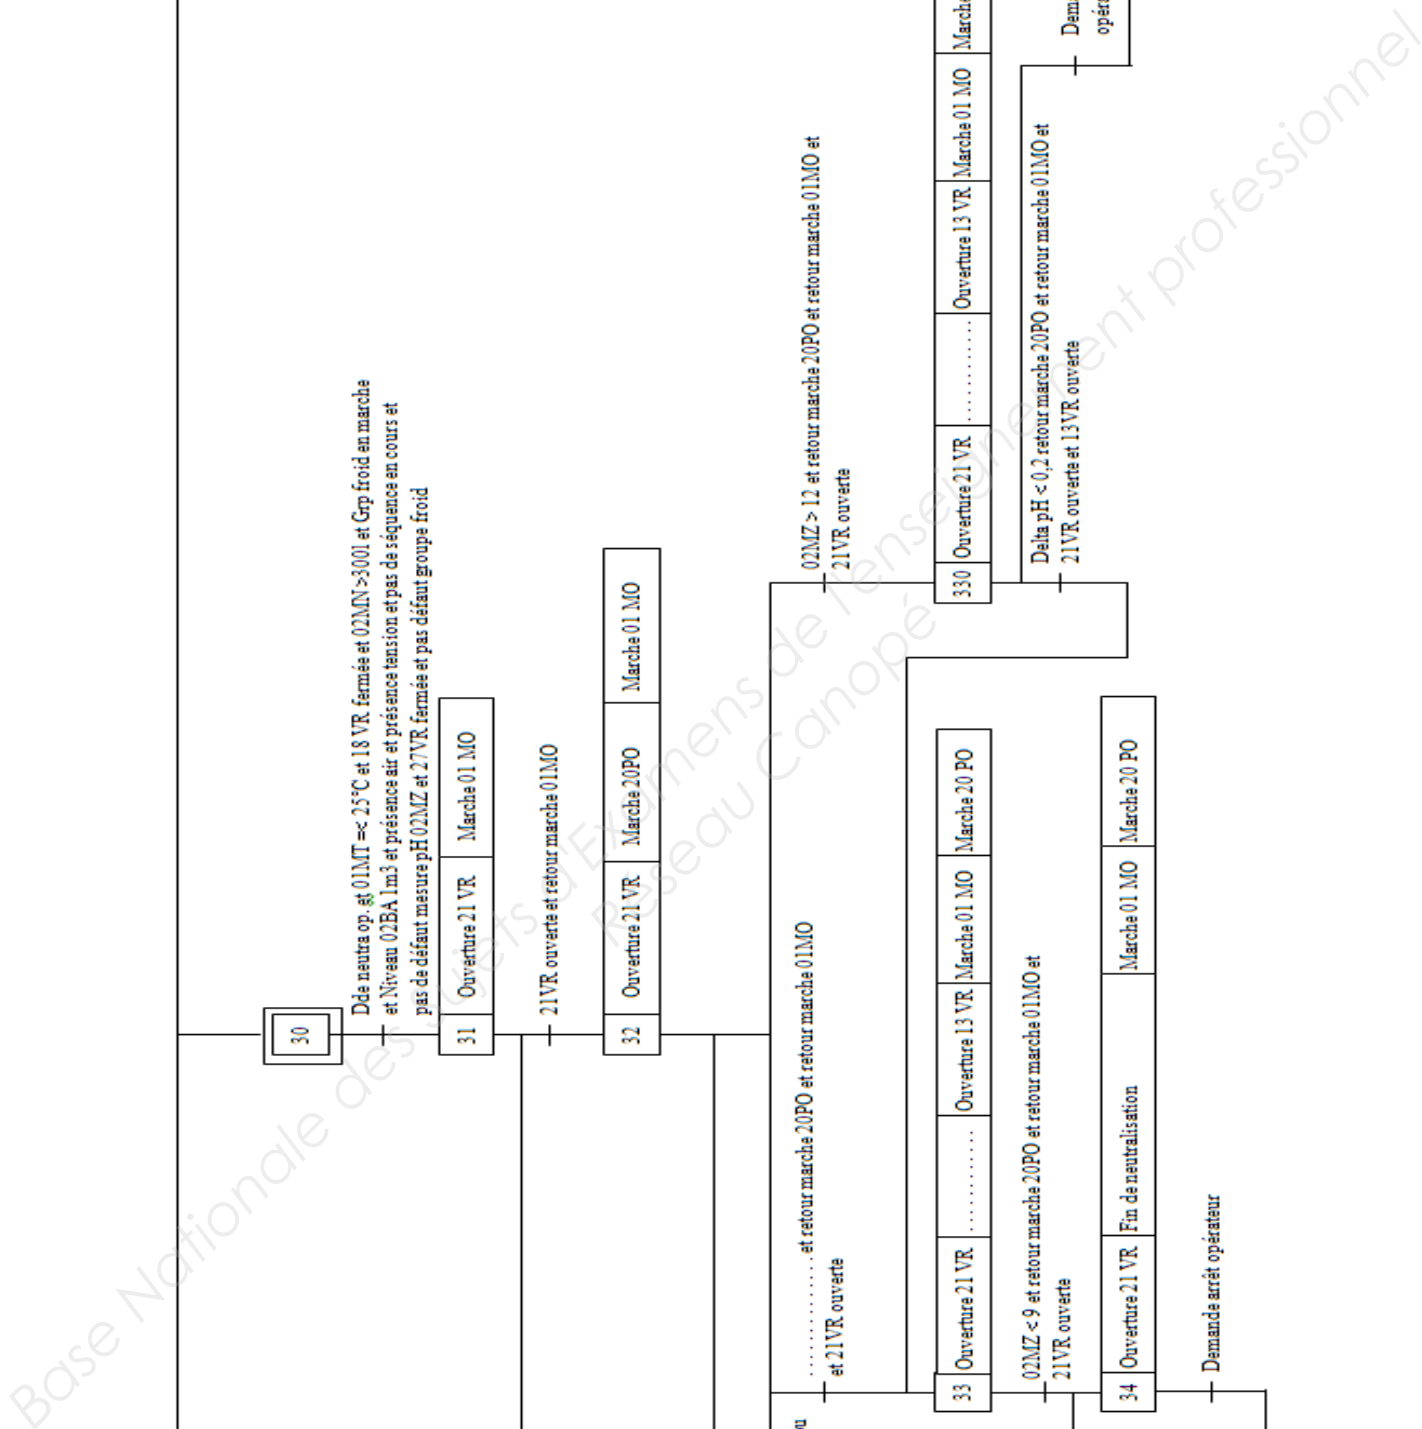 30
Dde neutra op. et 01MT =< 25°C et 18 VR fermée et 02MN >300l et Grp froid en marche
et Niveau 02BA 1m3 et présence air et présence tension et pas de séquence en cours et
pas de défaut mesure pH 02MZ et 27VR fermée et pas défaut groupe froid
31 Ouverture 21 VR Marche 01 MO
21VR ouverte et retour marche 01MO
32 Ouverture 21 VR Marche 20PO Marche 01 MO
02MZ > 12 et retour marche 20PO et retour marche 01MO et
21VR ouverte
330 Ouverture 21 VR ........... Ouverture 13 VR Marche 01 MO Marche
Delta pH < 0,2 retour marche 20PO et retour marche 01MO et
21VR ouverte et 13VR ouverte
............et retour marche 20PO et retour marche 01MO
et 21VR ouverte
33 Ouverture 21 VR ........... Ouverture 13 VR Marche 01 MO Marche 20 PO
02MZ < 9 et retour marche 20PO et retour marche 01MO et
21VR ouverte
34 Ouverture 21 VR Fin de neutralisation Marche 01 MO Marche 20 PO
Demande arrêt opérateur
Base Nationale des sujets d'Examens de l'enseignement professionnel
Réseau Canopé